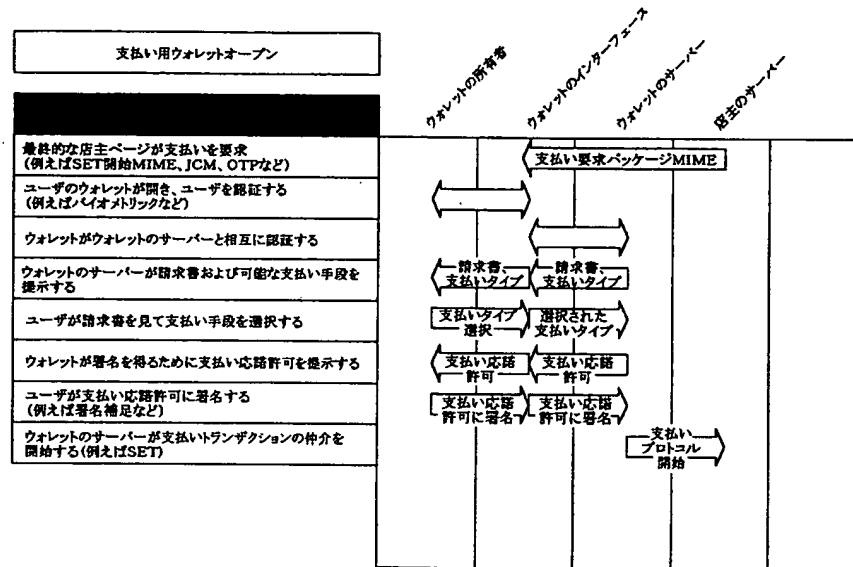 支払い用ウォレットオープン
ウォレットの所有者
ウォレットのインターフェース
ウォレットのサーバー
店主のサーバー
最終的な店主ページが支払いを要求
(例えばSET開始MIME、JCM、OTPなど)
支払い要求パッケージMIME
ユーザのウォレットが開き、ユーザを認証する
(例えばバイオメトリックなど)
ウォレットがウォレットのサーバーと相互に認証する
ウォレットのサーバーが請求書および可能な支払い手段を
提示する
請求書、
支払いタイプ
請求書、
支払いタイプ
ユーザが請求書を見て支払い手段を選択する
支払いタイプ
選択
選択された
支払いタイプ
ウォレットが署名を得るために支払い応諾許可を提示する
支払い応諾
許可
支払い応諾
許可
ユーザが支払い応諾許可に署名する
(例えば署名補足など)
支払い応諾
許可に署名
支払い応諾
許可に署名
ウォレットのサーバーが支払いトランザクションの仲介を
開始する(例えばSET)
支払い
プロトコル
開始